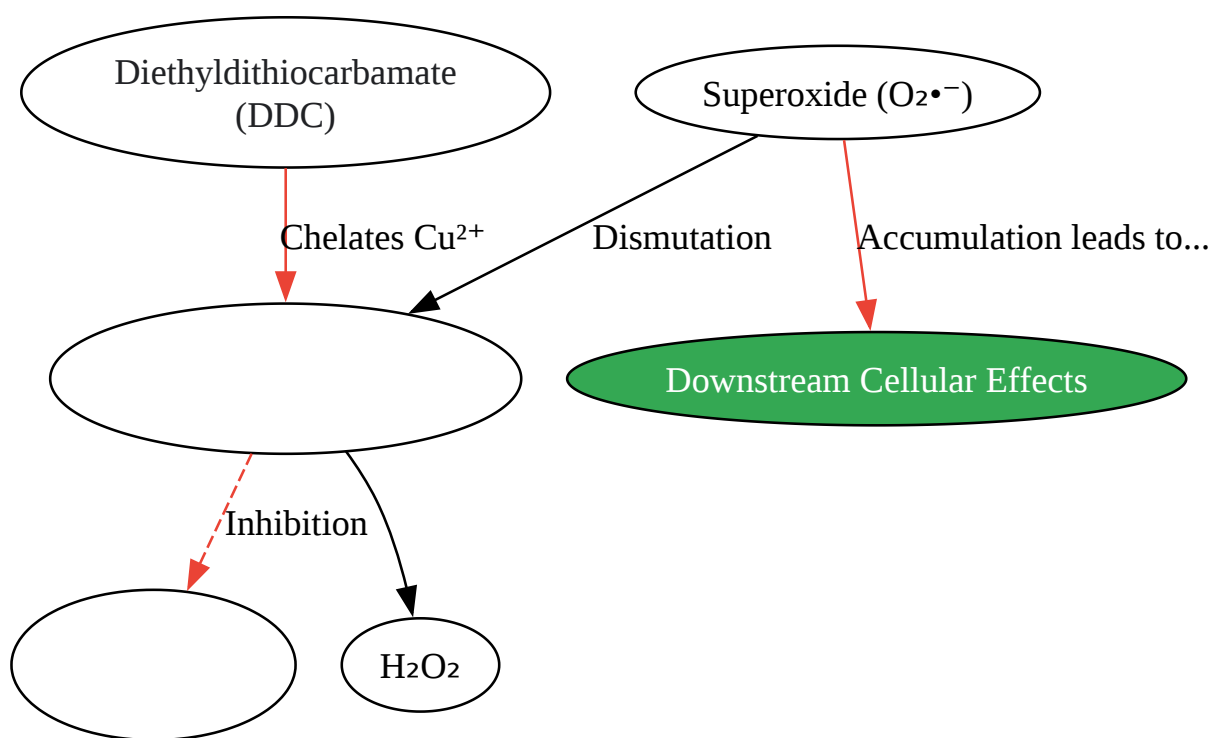 Diethyldithiocarbamate
(DDC)
Superoxide (O₂•⁻)
Chelates Cu²⁺
Dismutation
Accumulation leads to...
Downstream Cellular Effects
Inhibition
H₂O₂